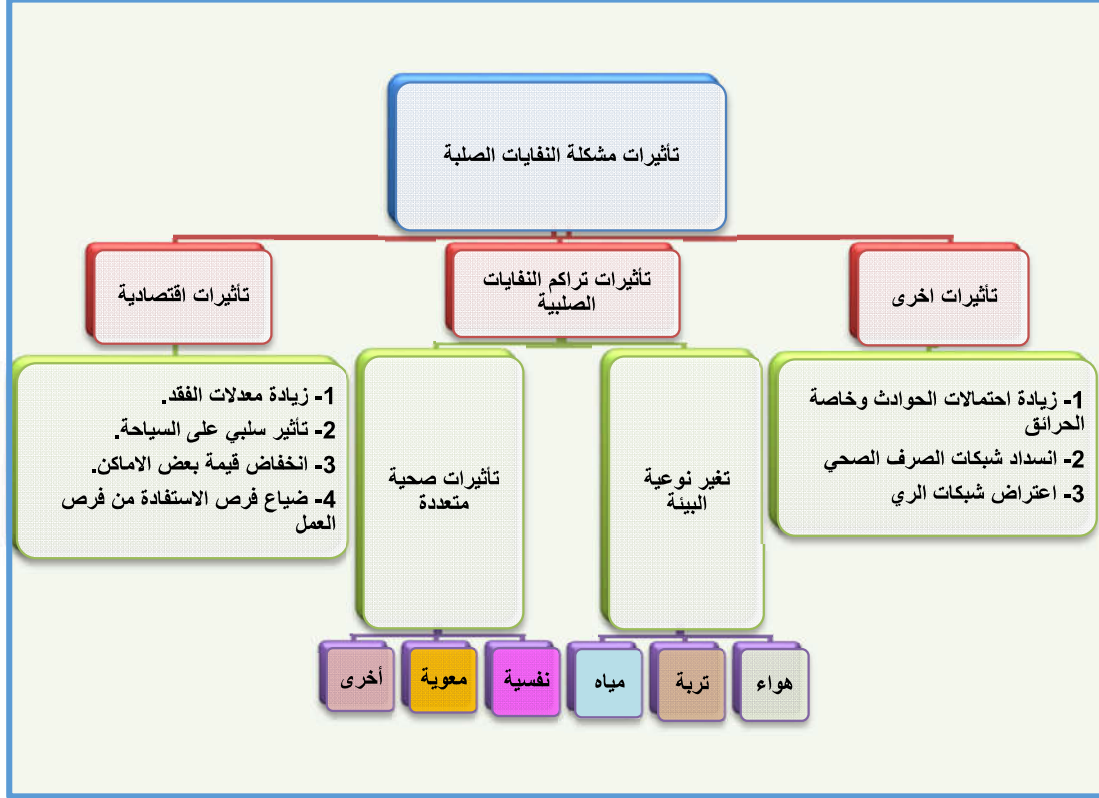 تأثيرات مشكلة النفايات الصلبة
تأثيرات اخرى
تأثيرات تراكم النفايات
الصلبية
تأثيرات اقتصادية
1- زيادة احتمالات الحوادث وخاصة
الحرائق
2- انسداد شبكات الصرف الصحي
3- اعتراض شبكات الري
تغير نوعية
البيئة
تأثيرات صحية
متعددة
1- زيادة معدلات الفقد.
2- تأثير سلبي على السياحة.
3- انخفاض قيمة بعض الاماكن.
4- ضياع فرص الاستفادة من فرص
العمل
هواء
تربة
مياه
نفسية
معوية
أخرى